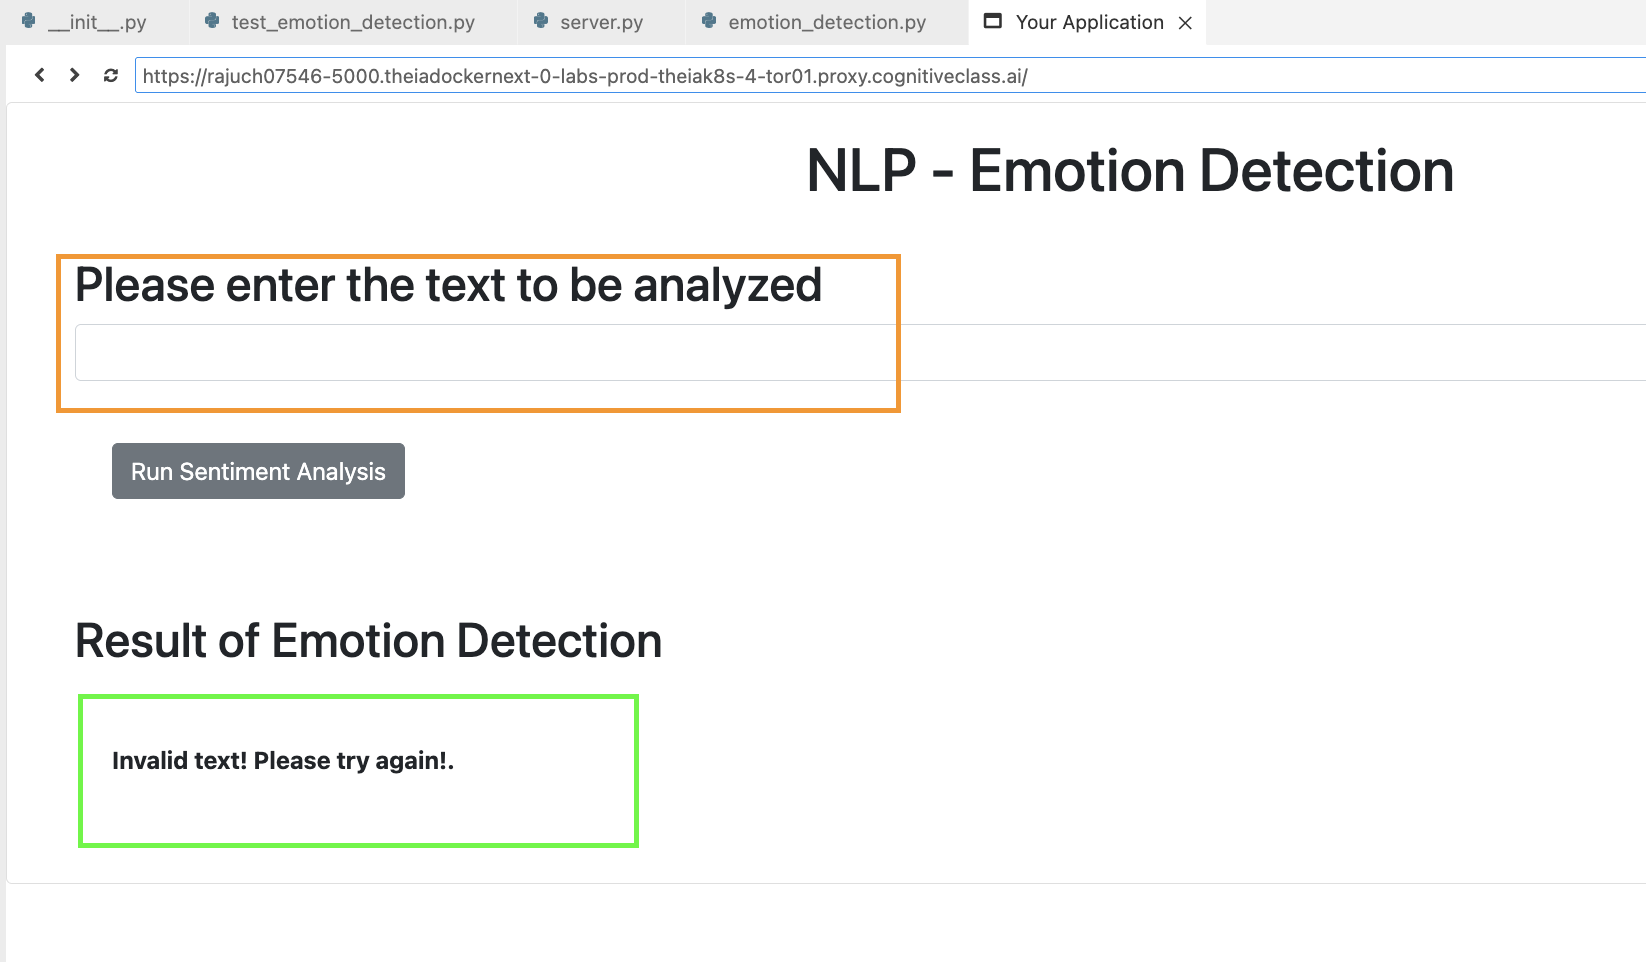 __init__.py test_emotion_detection.py server.py emotion_detection.py Your Application
https://rajuch07546-5000.theiadockernext-0-labs-prod-theiak8s-4-tor01.proxy.cognitiveclass.ai/
NLP - Emotion Detection
Please enter the text to be analyzed
Run Sentiment Analysis
Result of Emotion Detection
Invalid text! Please try again!.